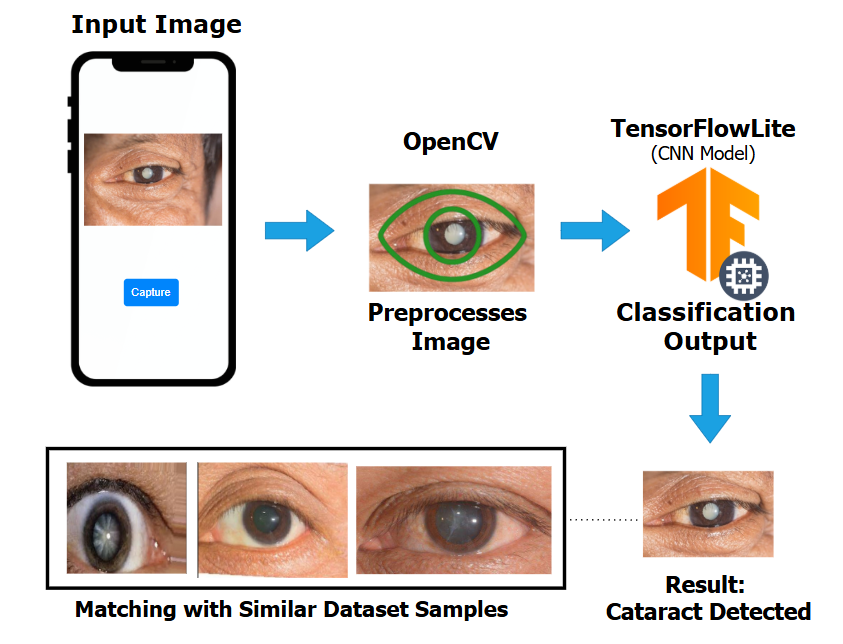 Input Image
Capture
OpenCV
Preprocesses
Image
TensorFlowLite
(CNN Model)
Classification
Output
Result:
Cataract Detected
Matching with Similar Dataset Samples